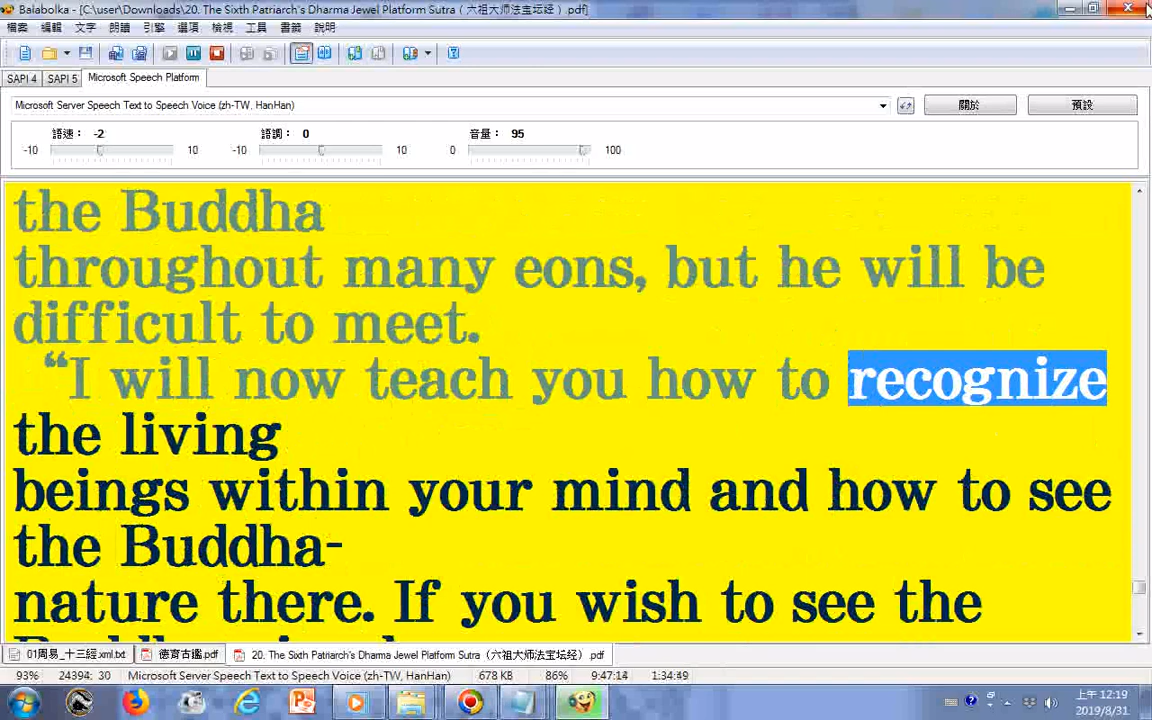 Balabolka - [C:\user\Downloads\20. The Sixth Patriarch's Dharma Jewel Platform Sutra（六祖大师法宝坛经）.pdf]
檔案 編輯 文字 朗讀 引擎 選項 檢視 工具 書籤 說明
SAPI 4 SAPI 5 Microsoft Speech Platform
Microsoft Server Speech Text to Speech Voice (zh-TW, HanHan) 關於 預設
語速： -2 語調： 0 音量： 95
-10 10 -10 10 0 100
the Buddha
throughout many eons, but he will be
difficult to meet.
“I will now teach you how to recognize
the living
beings within your mind and how to see
the Buddha-
nature there. If you wish to see the
01周易_十三經.xml.txt 德育古鑑.pdf 20. The Sixth Patriarch's Dharma Jewel Platform Sutra（六祖大师法宝坛经）.pdf
93% 24394: 30 Microsoft Server Speech Text to Speech Voice (zh-TW, HanHan) 678 KB 86% 9:47:14 1:34:49
上午 12:19
2019/8/31